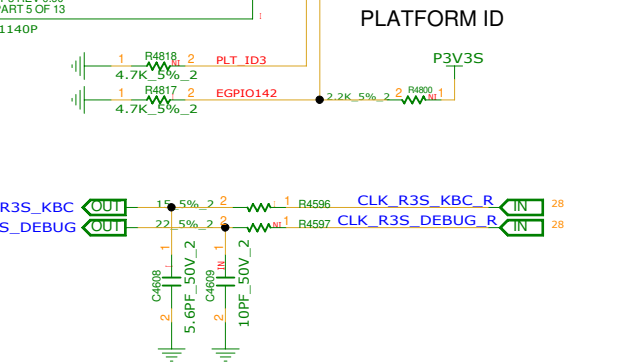 PART 5 OF 13
1
1140P
PLATFORM ID
P3V3S
1 R4818 NI 2 PLT_ID3
4.7K_5%_2
1 R4817 2 EGPIO142
4.7K_5%_2
2.2K_5%_2 2 R4800 NI 1
R3S_KBC OUT 15_5%_2 2 1 R4596 CLK_R3S_KBC_R IN 28
S_DEBUG OUT 22_5%_2 2 NI 1 R4597 CLK_R3S_DEBUG_R IN 28
1 C4608 2 5.6PF_50V_2
1 NI C4609 2 10PF_50V_2